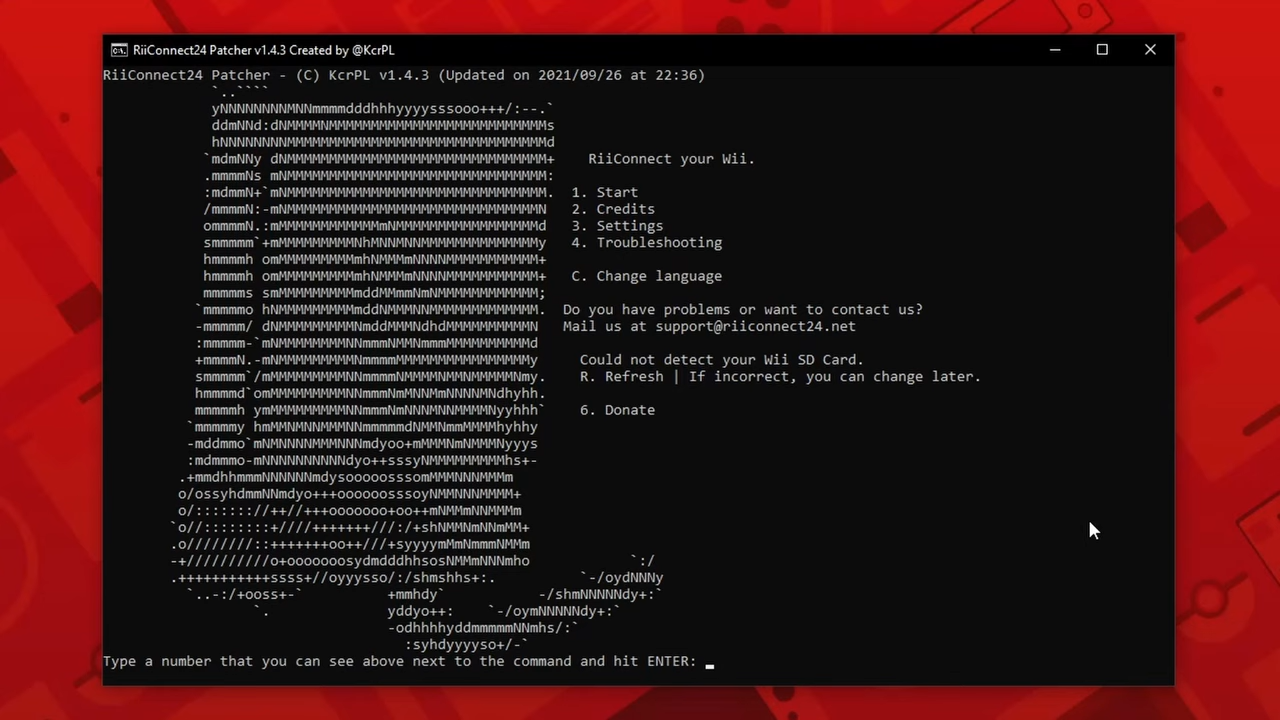 RiiConnect24 Patcher v1.4.3 Created by @KcrPL
RiiConnect24 Patcher - (C) KcrPL v1.4.3 (Updated on 2021/09/26 at 22:36)
RiiConnect your Wii.
1. Start
2. Credits
3. Settings
4. Troubleshooting
C. Change language
Do you have problems or want to contact us?
Mail us at support@riiconnect24.net
Could not detect your Wii SD Card.
R. Refresh | If incorrect, you can change later.
6. Donate
Type a number that you can see above next to the command and hit ENTER: